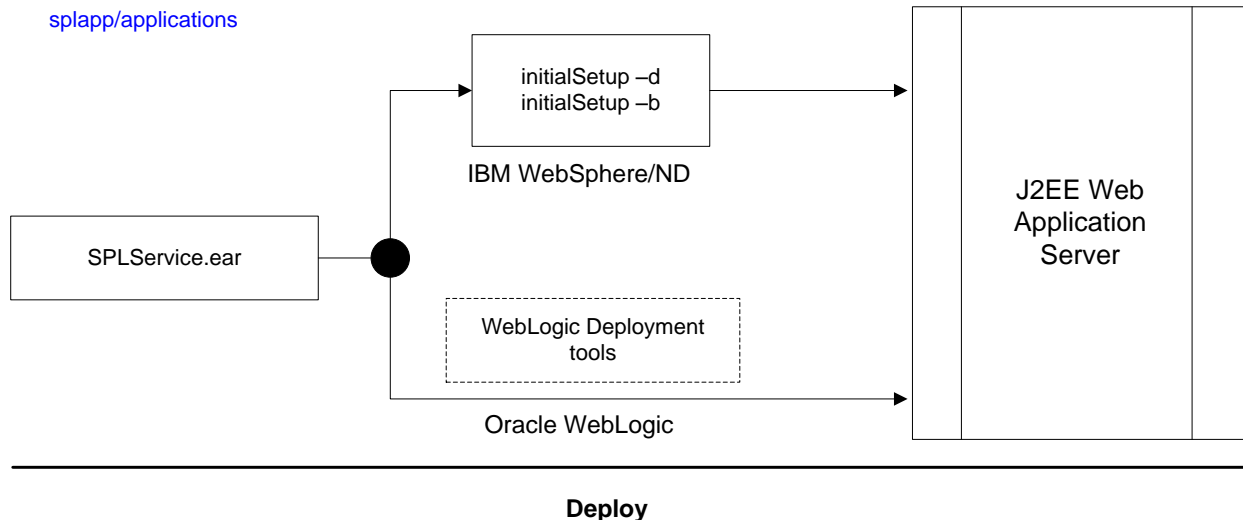 splapp/applications
initialSetup –d
initialSetup –b
IBM WebSphere/ND
SPLService.ear
J2EE Web
Application
Server
WebLogic Deployment
tools
Oracle WebLogic
Deploy